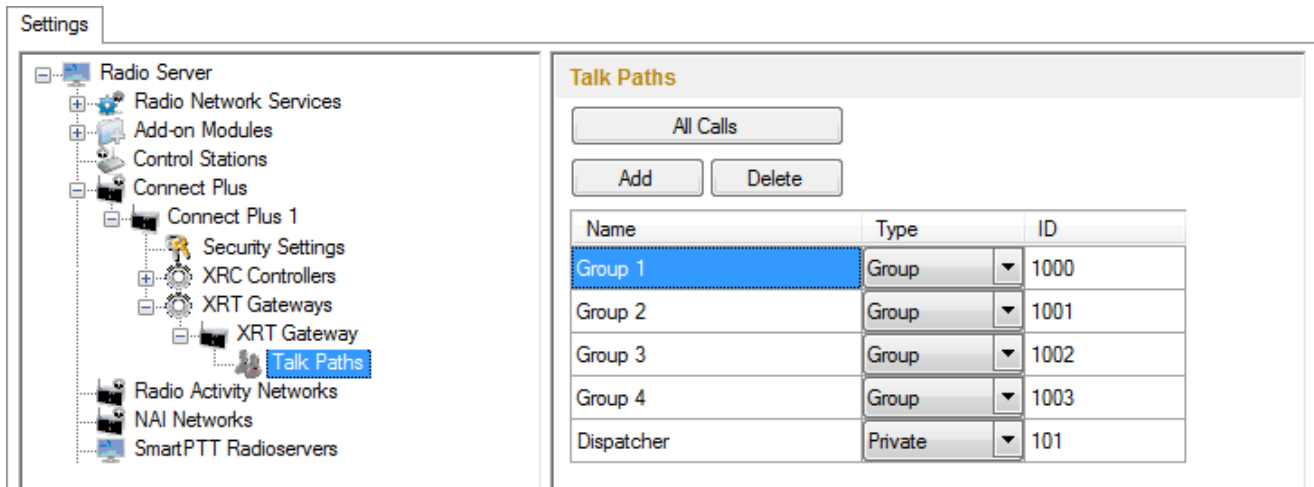 Settings
Radio Server
Radio Network Services
Add-on Modules
Control Stations
Connect Plus
Connect Plus 1
Security Settings
XRC Controllers
XRT Gateways
XRT Gateway
Talk Paths
Radio Activity Networks
NAI Networks
SmartPTT Radioservers
Talk Paths
All Calls
Add Delete
Name Type ID
Group 1 Group 1000
Group 2 Group 1001
Group 3 Group 1002
Group 4 Group 1003
Dispatcher Private 101